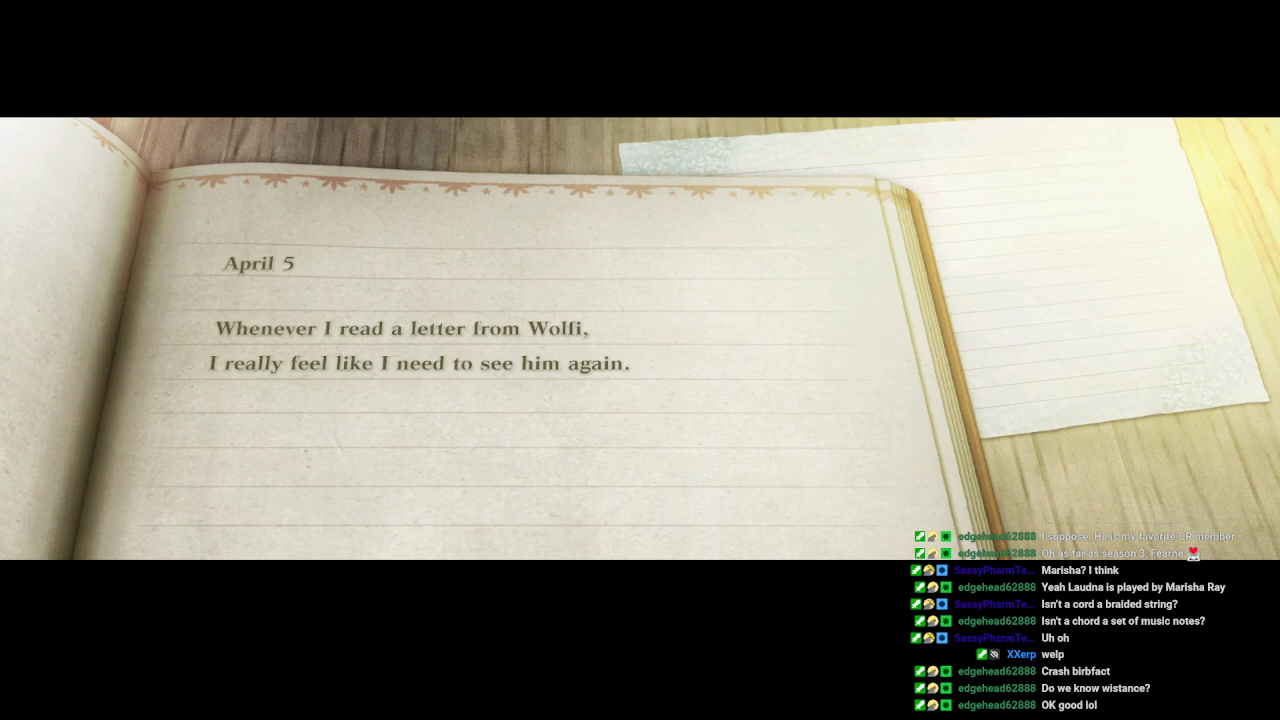 April 5
Whenever I read a letter from Wolfi,
I really feel like I need to see him again.
edgehead62888 I suppose. He is my favorite CR member.
edgehead62888 Oh as far as season 3, Fearne
SassyPharmTe... Marisha? I think
edgehead62888 Yeah Laudna is played by Marisha Ray
SassyPharmTe... Isn't a cord a braided string?
edgehead62888 Isn't a chord a set of music notes?
SassyPharmTe... Uh oh
XXerp welp
edgehead62888 Crash birbfact
edgehead62888 Do we know wistance?
edgehead62888 OK good lol